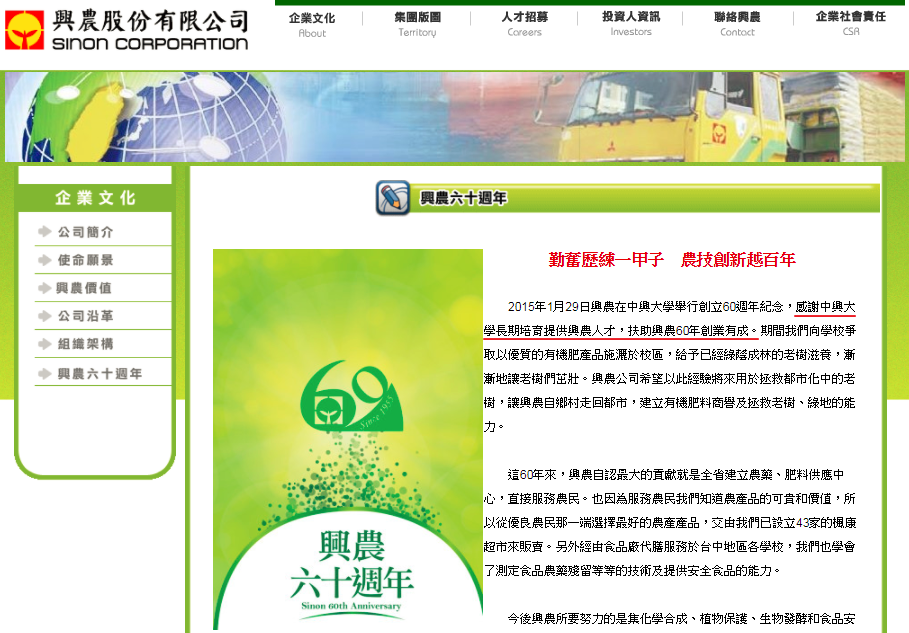 興農股份有限公司
SINON CORPORATION
企業文化
About
集團版圖
Territory
人才招募
Careers
投資人資訊
Investors
聯絡興農
Contact
企業社會責任
CSR
企業文化
公司簡介
使命願景
興農價值
公司沿革
組織架構
興農六十週年
興農六十週年
60
Since 1955
興農
六十週年
Sinon 60th Anniversary
勤奮歷練一甲子　農技創新越百年
2015年1月29日興農在中興大學舉行創立60週年紀念，感謝中興大
學長期培育提供興農人才，扶助興農60年創業有成。期間我們向學校爭
取以優質的有機肥產品施灑於校區，給予已經綠蔭成林的老樹滋養，漸
漸地讓老樹們茁壯。興農公司希望以此經驗將來用於拯救都市化中的老
樹，讓興農自鄉村走回都市，建立有機肥料商譽及拯救老樹、綠地的能
力。
這60年來，興農自認最大的貢獻就是全省建立農藥、肥料供應中
心，直接服務農民。也因為服務農民我們知道農產品的可貴和價值，所
以從優良農民那一端選擇最好的農產產品，交由我們已設立43家的楓康
超市來販賣。另外經由食品廠代膳服務於台中地區各學校，我們也學會
了測定食品農藥殘留等等的技術及提供安全食品的能力。
今後興農所要努力的是集化學合成、植物保護、生物發酵和食品安